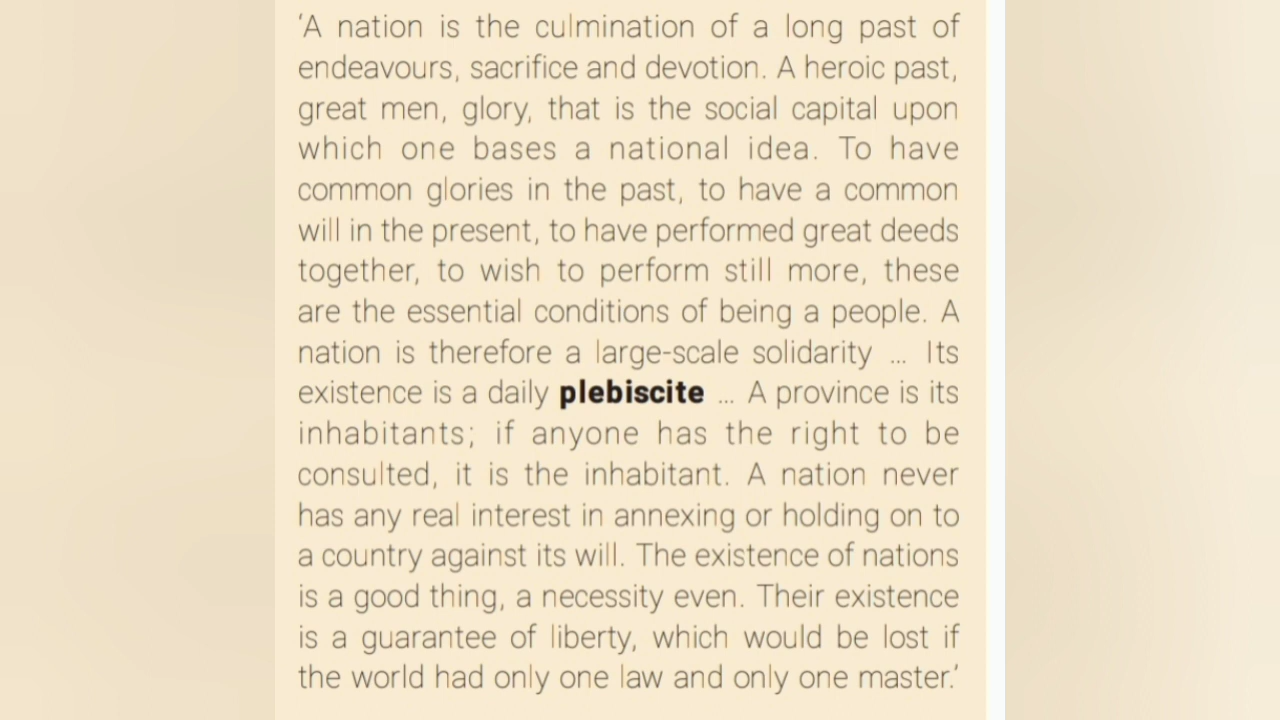 ‘A nation is the culmination of a long past of
endeavours, sacrifice and devotion. A heroic past,
great men, glory, that is the social capital upon
which one bases a national idea. To have
common glories in the past, to have a common
will in the present, to have performed great deeds
together, to wish to perform still more, these
are the essential conditions of being a people. A
nation is therefore a large-scale solidarity … Its
existence is a daily plebiscite … A province is its
inhabitants; if anyone has the right to be
consulted, it is the inhabitant. A nation never
has any real interest in annexing or holding on to
a country against its will. The existence of nations
is a good thing, a necessity even. Their existence
is a guarantee of liberty, which would be lost if
the world had only one law and only one master.’